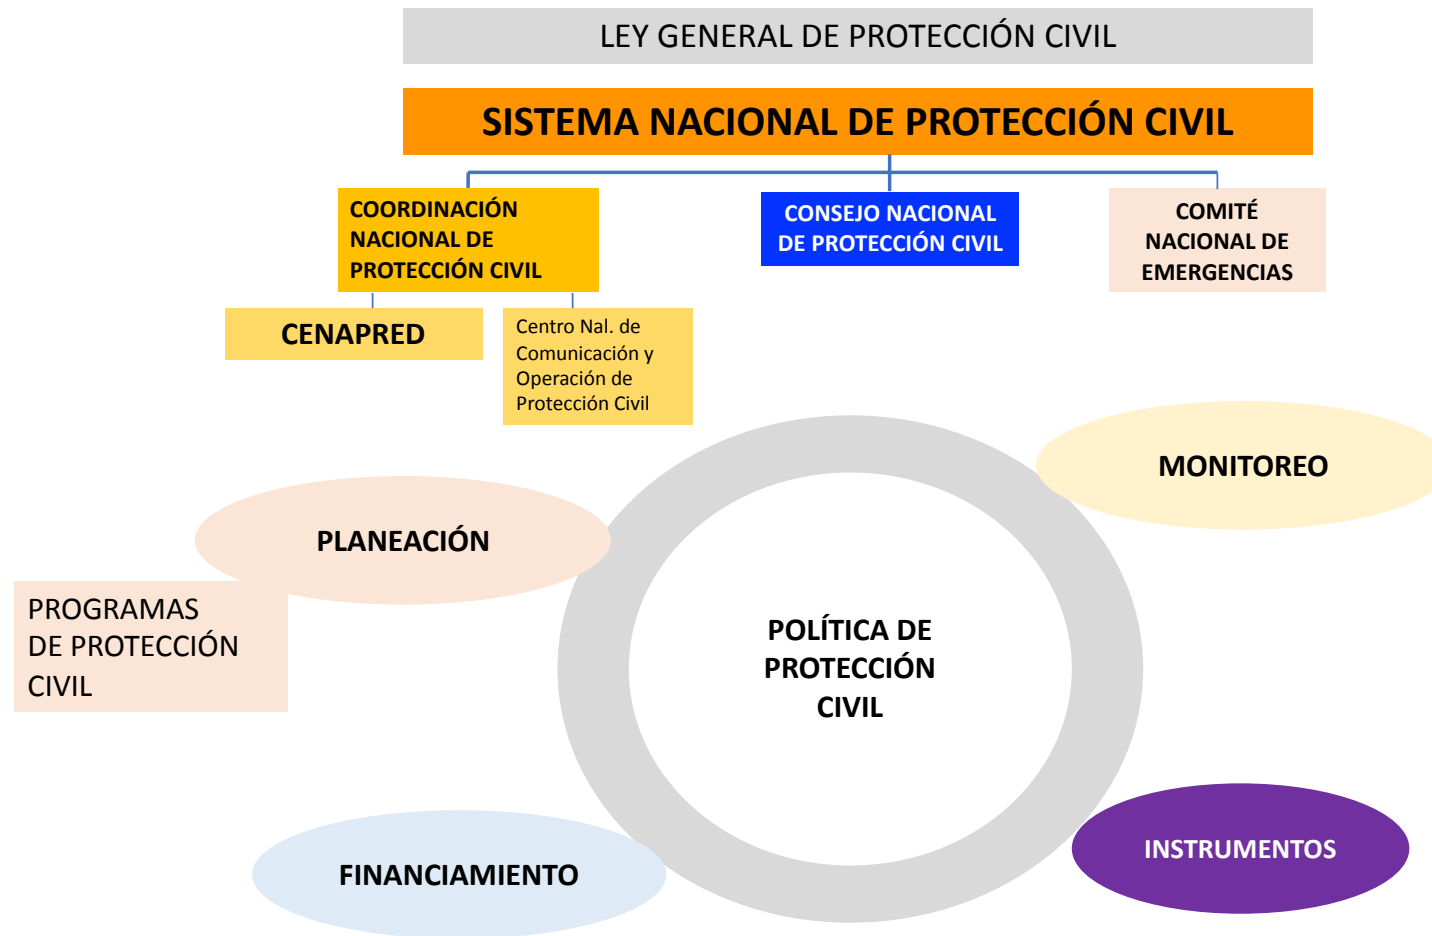 LEY GENERAL DE PROTECCIÓN CIVIL
SISTEMA NACIONAL DE PROTECCIÓN CIVIL
COORDINACIÓN
NACIONAL DE
PROTECCIÓN CIVIL
CONSEJO NACIONAL
DE PROTECCIÓN CIVIL
COMITÉ
NACIONAL DE
EMERGENCIAS
CENAPRED
Centro Nal. de
Comunicación y
Operación de
Protección Civil
MONITOREO
PLANEACIÓN
PROGRAMAS
DE PROTECCIÓN
CIVIL
POLÍTICA DE
PROTECCIÓN
CIVIL
FINANCIAMIENTO
INSTRUMENTOS